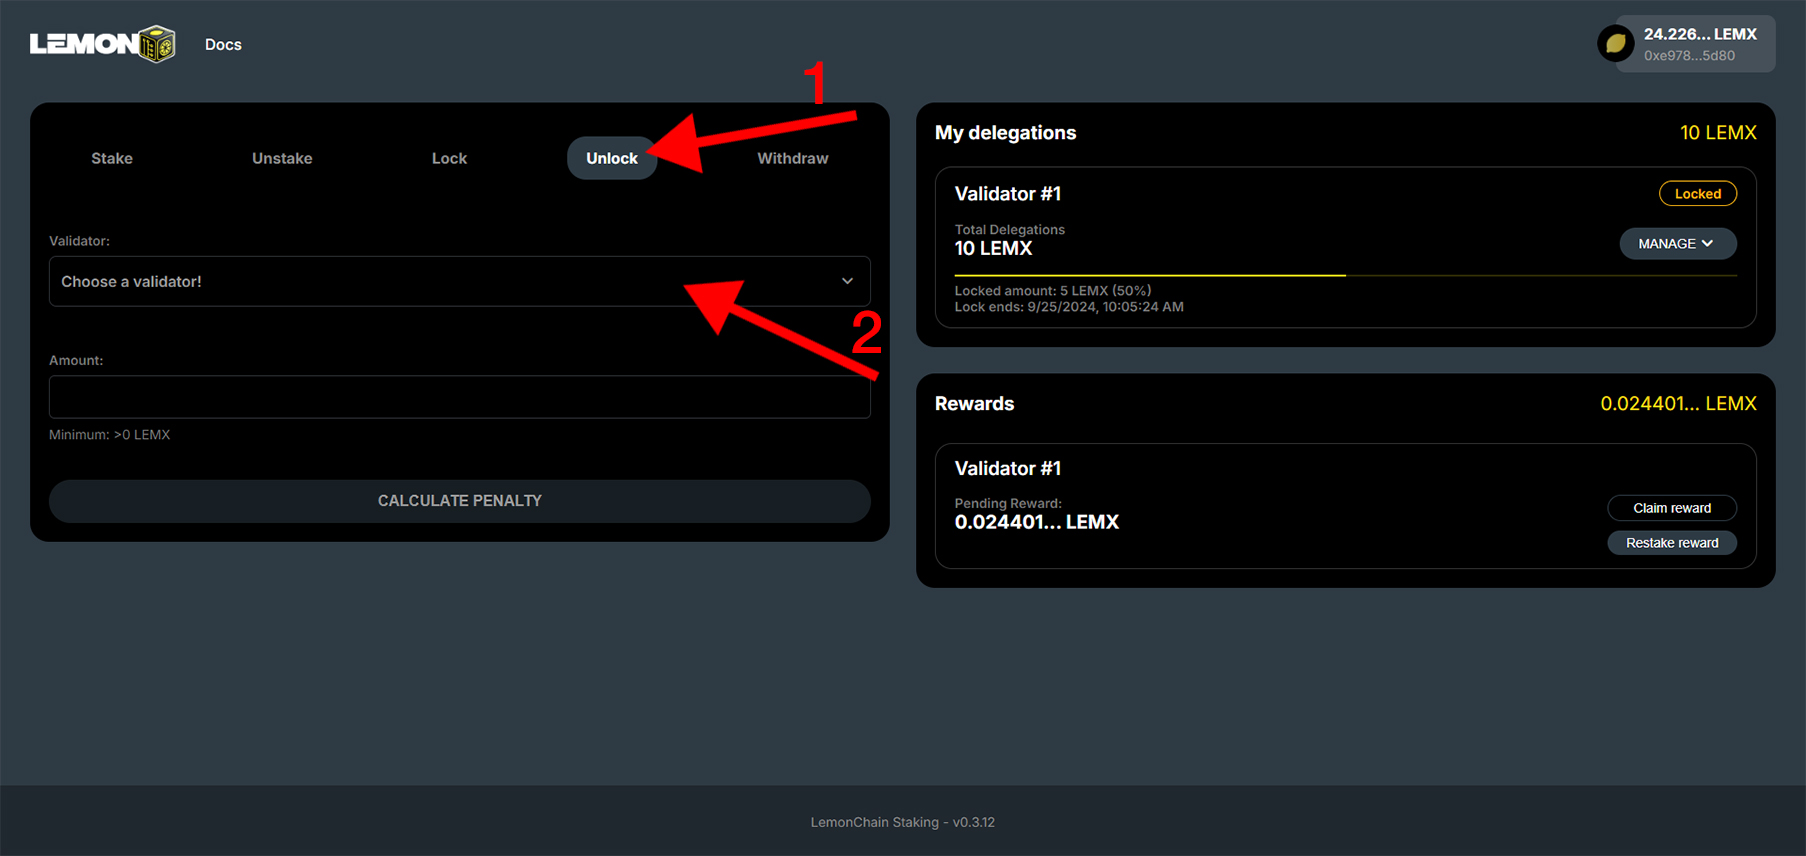 LEMON
Docs
24.226... LEMX
0xe978...5d80
1
Stake
Unstake
Lock
Unlock
Withdraw
Validator:
Choose a validator!
2
Amount:
Minimum: >0 LEMX
CALCULATE PENALTY
My delegations
10 LEMX
Validator #1
Locked
Total Delegations
10 LEMX
MANAGE
Locked amount: 5 LEMX (50%)
Lock ends: 9/25/2024, 10:05:24 AM
Rewards
0.024401... LEMX
Validator #1
Pending Reward:
0.024401... LEMX
Claim reward
Restake reward
LemonChain Staking - v0.3.12